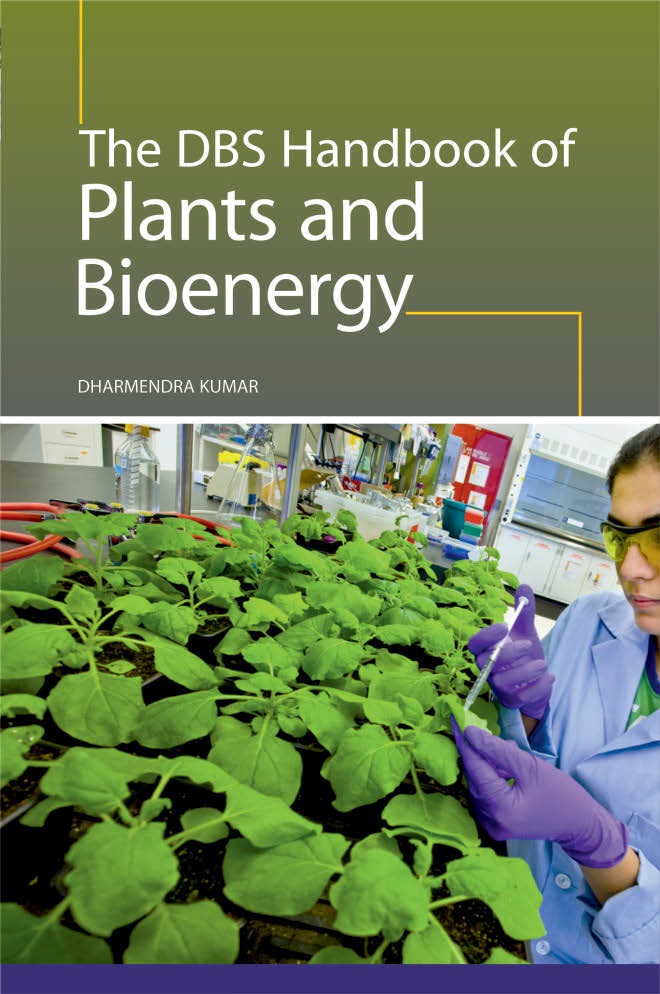 The DBS Handbook of
Plants and
Bioenergy
DHARMENDRA KUMAR